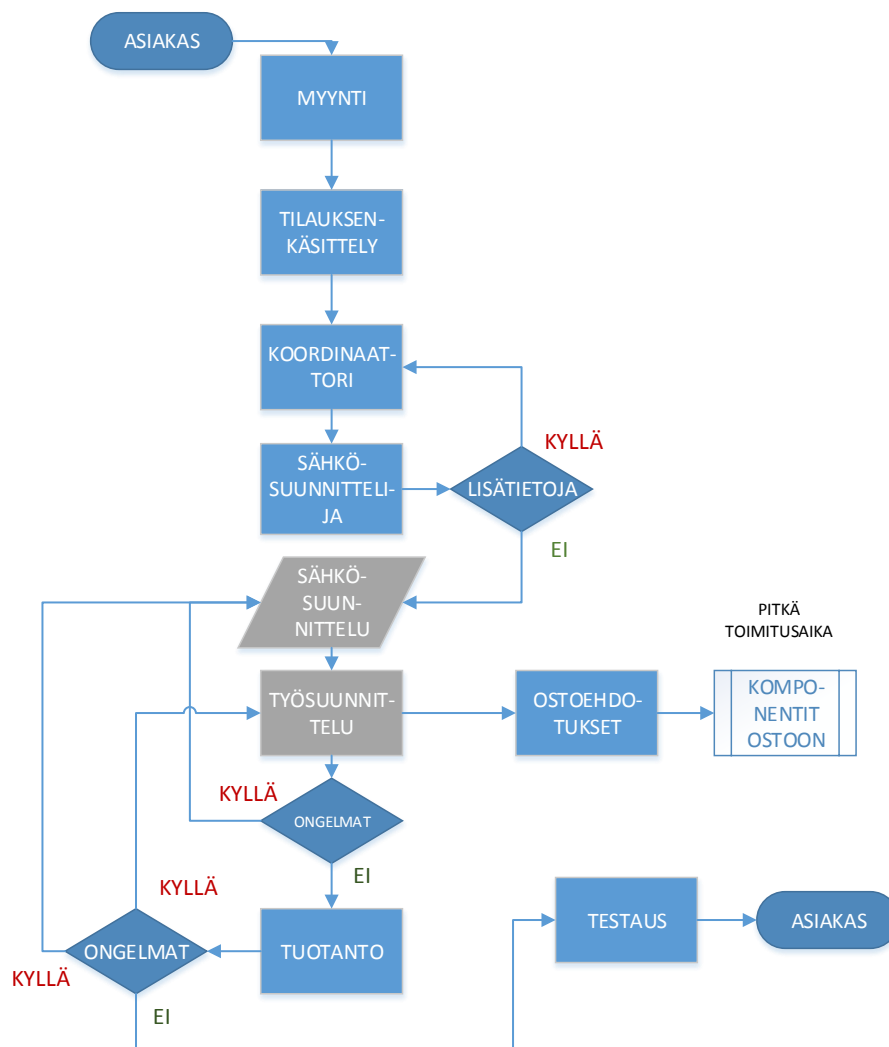 ASIAKAS
MYYNTI
TILAUKSEN-
KÄSITTELY
KOORDINAAT-
TORI
KYLLÄ
SÄHKÖ-
SUUNNITTELI-
JA
LISÄTIETOJA
EI
SÄHKÖ-
SUUN-
NITTELU
PITKÄ
TOIMITUSAIKA
TYÖSUUNNIT-
TELU
OSTOEHDO-
TUKSET
KOMPO-
NENTIT
OSTOON
KYLLÄ
ONGELMAT
EI
KYLLÄ
ONGELMAT
KYLLÄ
EI
TUOTANTO
TESTAUS
ASIAKAS